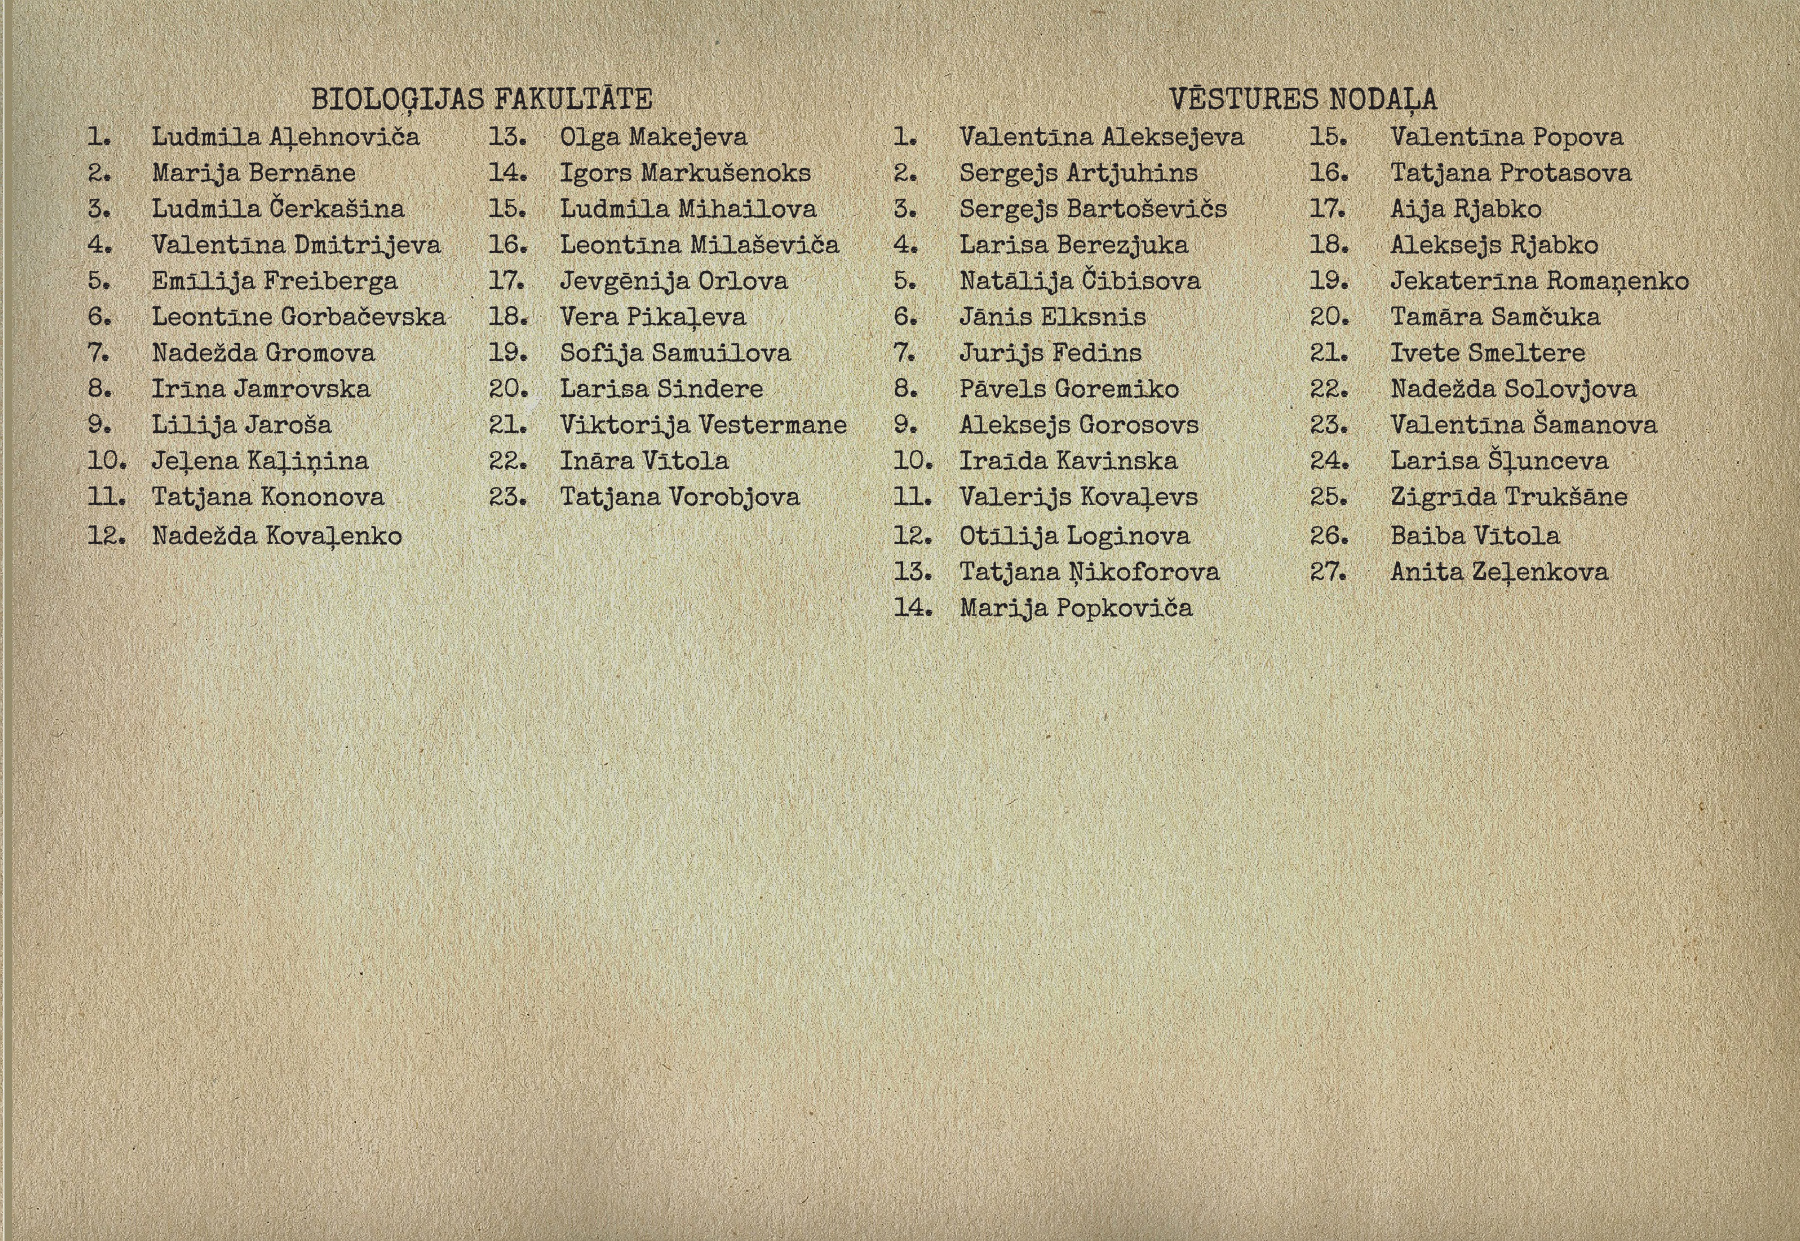 BIOLOĢIJAS FAKULTĀTE
1. Ludmila Aļehnoviča
2. Marija Bernāne
3. Ludmila Čerkašina
4. Valentīna Dmitrijeva
5. Emīlija Freiberga
6. Leontīne Gorbačevska
7. Nadežda Gromova
8. Irīna Jamrovska
9. Lilija Jaroša
10. Jeļena Kaļiņina
11. Tatjana Kononova
12. Nadežda Kovaļenko
13. Olga Makejeva
14. Igors Markušenoks
15. Ludmila Mihailova
16. Leontīna Milaševiča
17. Jevgēnija Orlova
18. Vera Pikaļeva
19. Sofija Samuilova
20. Larisa Sindere
21. Viktorija Vestermane
22. Ināra Vītola
23. Tatjana Vorobjova
VĒSTURES NODAĻA
1. Valentīna Aleksejeva
2. Sergejs Artjuhins
3. Sergejs Bartoševičs
4. Larisa Berezjuka
5. Natālija Čibisova
6. Jānis Elksnis
7. Jurijs Fedins
8. Pāvels Goremiko
9. Aleksejs Gorosovs
10. Iraīda Kavinska
11. Valerijs Kovaļevs
12. Otīlija Loginova
13. Tatjana Ņikoforova
14. Marija Popkoviča
15. Valentīna Popova
16. Tatjana Protasova
17. Aija Rjabko
18. Aleksejs Rjabko
19. Jekaterīna Romaņenko
20. Tamāra Samčuka
21. Ivete Smeltere
22. Nadežda Solovjova
23. Valentīna Šamanova
24. Larisa Šļunceva
25. Zigrīda Trukšāne
26. Baiba Vītola
27. Anita Zeļenkova